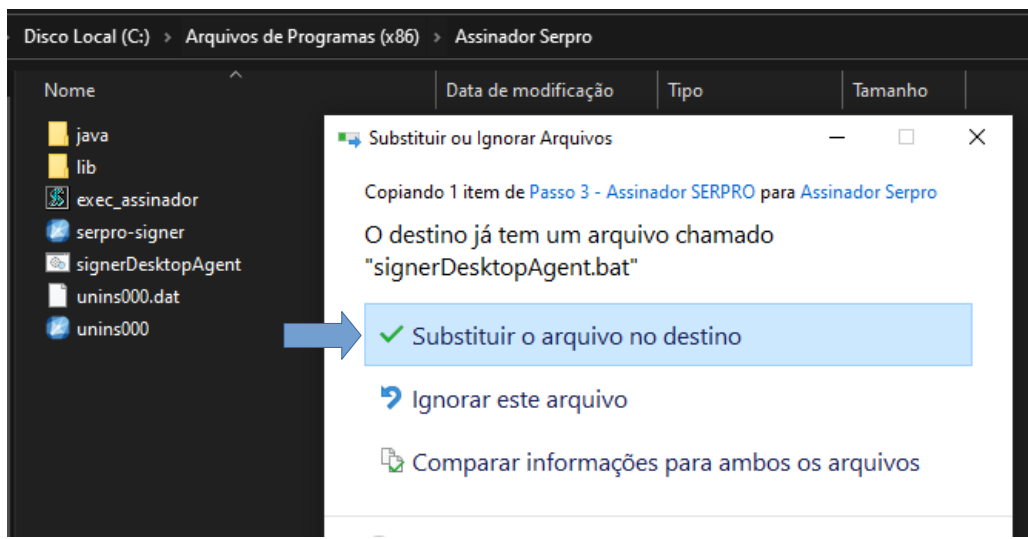 Disco Local (C:) > Arquivos de Programas (x86) > Assinador Serpro
Nome Data de modificação Tipo Tamanho
java
lib
exec_assinador
serpro-signer
signerDesktopAgent
unins000.dat
unins000
Substituir ou Ignorar Arquivos
Copiando 1 item de Passo 3 - Assinador SERPRO para Assinador Serpro
O destino já tem um arquivo chamado
"signerDesktopAgent.bat"
Substituir o arquivo no destino
Ignorar este arquivo
Comparar informações para ambos os arquivos